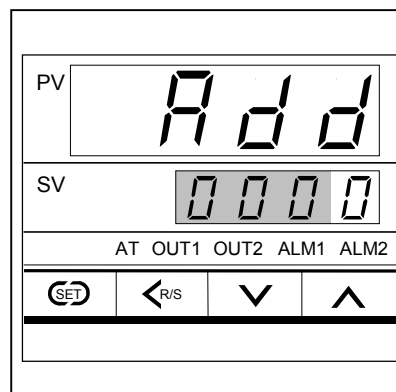 PV Add
SV 0000
AT OUT1 OUT2 ALM1 ALM2
SET R/S